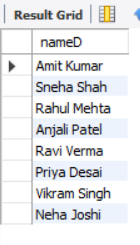 Result Grid
nameD
Amit Kumar
Sneha Shah
Rahul Mehta
Anjali Patel
Ravi Verma
Priya Desai
Vikram Singh
Neha Joshi